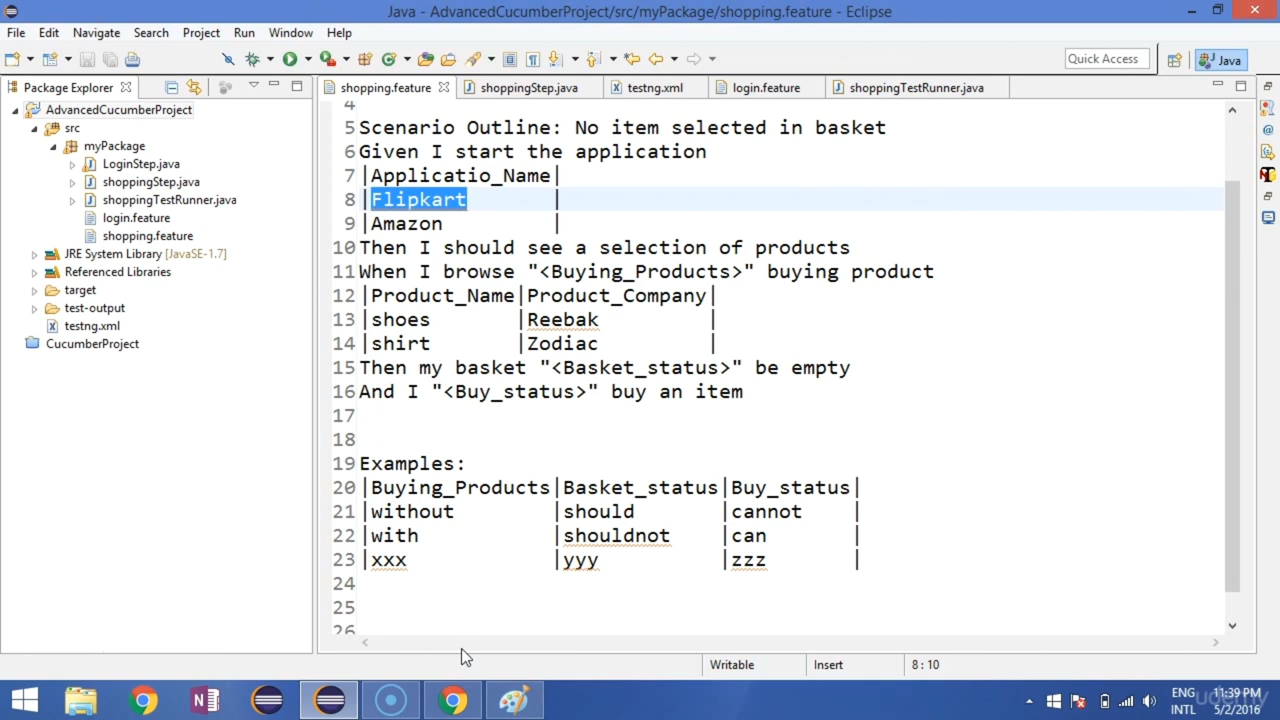 Java - AdvancedCucumberProject/src/myPackage/shopping.feature - Eclipse
File Edit Navigate Search Project Run Window Help
Quick Access
Java
Package Explorer
shopping.feature shoppingStep.java testng.xml login.feature shoppingTestRunner.java
AdvancedCucumberProject
src
myPackage
LoginStep.java
shoppingStep.java
shoppingTestRunner.java
login.feature
shopping.feature
JRE System Library [JavaSE-1.7]
Referenced Libraries
target
test-output
testng.xml
CucumberProject
4
5 Scenario Outline: No item selected in basket
6 Given I start the application
7 |Applicatio_Name|
8 |Flipkart |
9 |Amazon |
10 Then I should see a selection of products
11 When I browse "<Buying_Products>" buying product
12 |Product_Name|Product_Company|
13 |shoes |Reebak |
14 |shirt |Zodiac |
15 Then my basket "<Basket_status>" be empty
16 And I "<Buy_status>" buy an item
17
18
19 Examples:
20 |Buying_Products|Basket_status|Buy_status|
21 |without |should |cannot |
22 |with |shouldnot |can |
23 |xxx |yyy |zzz |
24
25
26
Writable Insert 8 : 10
ENG 11:39 PM
INTL 5/2/2016
udemy